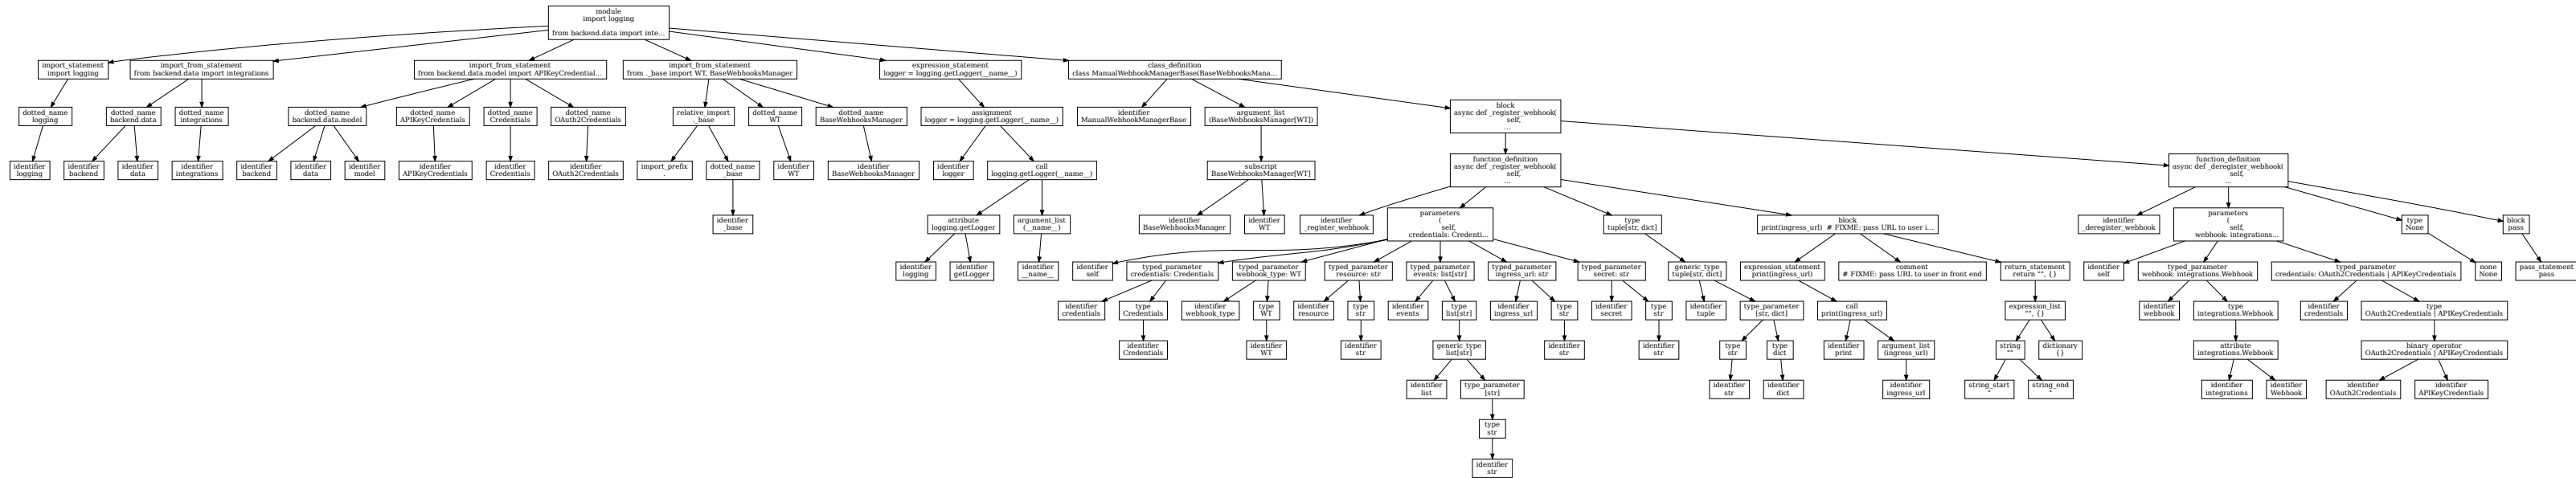 module
import logging
from backend.data import inte...
import_statement
import logging
import_from_statement
from backend.data import integrations
import_from_statement
from backend.data.model import APIKeyCredential...
import_from_statement
from ._base import WT, BaseWebhooksManager
expression_statement
logger = logging.getLogger(__name__)
class_definition
class ManualWebhookManagerBase(BaseWebhooksMana...
dotted_name
logging
dotted_name
backend.data
dotted_name
integrations
dotted_name
backend.data.model
dotted_name
APIKeyCredentials
dotted_name
Credentials
dotted_name
OAuth2Credentials
relative_import
._base
dotted_name
WT
dotted_name
BaseWebhooksManager
assignment
logger = logging.getLogger(__name__)
identifier
ManualWebhookManagerBase
argument_list
(BaseWebhooksManager[WT])
block
async def _register_webhook(
self,
...
identifier
logging
identifier
backend
identifier
data
identifier
integrations
identifier
backend
identifier
data
identifier
model
identifier
APIKeyCredentials
identifier
Credentials
identifier
OAuth2Credentials
import_prefix
.
dotted_name
_base
identifier
WT
identifier
BaseWebhooksManager
identifier
logger
call
logging.getLogger(__name__)
subscript
BaseWebhooksManager[WT]
function_definition
async def _register_webhook(
self,
...
function_definition
async def _deregister_webhook(
self,
...
identifier
_base
attribute
logging.getLogger
argument_list
(__name__)
identifier
BaseWebhooksManager
identifier
WT
identifier
_register_webhook
parameters
(
self,
credentials: Credenti...
type
tuple[str, dict]
block
print(ingress_url)  # FIXME: pass URL to user i...
identifier
_deregister_webhook
parameters
(
self,
webhook: integrations...
type
None
block
pass
identifier
logging
identifier
getLogger
identifier
__name__
identifier
self
typed_parameter
credentials: Credentials
typed_parameter
webhook_type: WT
typed_parameter
resource: str
typed_parameter
events: list[str]
typed_parameter
ingress_url: str
typed_parameter
secret: str
generic_type
tuple[str, dict]
expression_statement
print(ingress_url)
comment
# FIXME: pass URL to user in front end
return_statement
return "", {}
identifier
self
typed_parameter
webhook: integrations.Webhook
typed_parameter
credentials: OAuth2Credentials | APIKeyCredentials
none
None
pass_statement
pass
identifier
credentials
type
Credentials
identifier
webhook_type
type
WT
identifier
resource
type
str
identifier
events
type
list[str]
identifier
ingress_url
type
str
identifier
secret
type
str
identifier
tuple
type_parameter
[str, dict]
call
print(ingress_url)
expression_list
"", {}
identifier
webhook
type
integrations.Webhook
identifier
credentials
type
OAuth2Credentials | APIKeyCredentials
identifier
Credentials
identifier
WT
identifier
str
generic_type
list[str]
identifier
str
identifier
str
type
str
type
dict
identifier
print
argument_list
(ingress_url)
string
""
dictionary
{}
attribute
integrations.Webhook
binary_operator
OAuth2Credentials | APIKeyCredentials
identifier
list
type_parameter
[str]
identifier
str
identifier
dict
identifier
ingress_url
string_start
"
string_end
"
identifier
integrations
identifier
Webhook
identifier
OAuth2Credentials
identifier
APIKeyCredentials
type
str
identifier
str